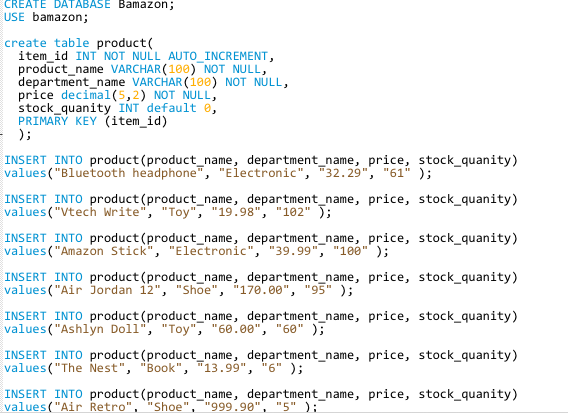 CREATE DATABASE Bamazon;
USE bamazon;
create table product(
item_id INT NOT NULL AUTO_INCREMENT,
product_name VARCHAR(100) NOT NULL,
department_name VARCHAR(100) NOT NULL,
price decimal(5,2) NOT NULL,
stock_quanity INT default 0,
PRIMARY KEY (item_id)
);
INSERT INTO product(product_name, department_name, price, stock_quanity)
values("Bluetooth headphone", "Electronic", "32.29", "61" );
INSERT INTO product(product_name, department_name, price, stock_quanity)
values("Vtech Write", "Toy", "19.98", "102" );
INSERT INTO product(product_name, department_name, price, stock_quanity)
values("Amazon Stick", "Electronic", "39.99", "100" );
INSERT INTO product(product_name, department_name, price, stock_quanity)
values("Air Jordan 12", "Shoe", "170.00", "95" );
INSERT INTO product(product_name, department_name, price, stock_quanity)
values("Ashlyn Doll", "Toy", "60.00", "60" );
INSERT INTO product(product_name, department_name, price, stock_quanity)
values("The Nest", "Book", "13.99", "6" );
INSERT INTO product(product_name, department_name, price, stock_quanity)
values("Air Retro", "Shoe", "999.90", "5" );